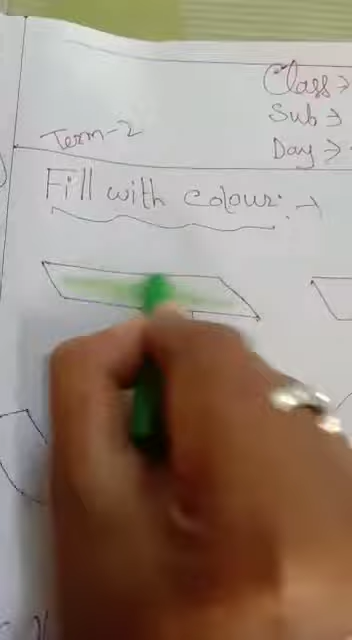 Class →
Sub →
Term-2
Day →
Fill with colour: →